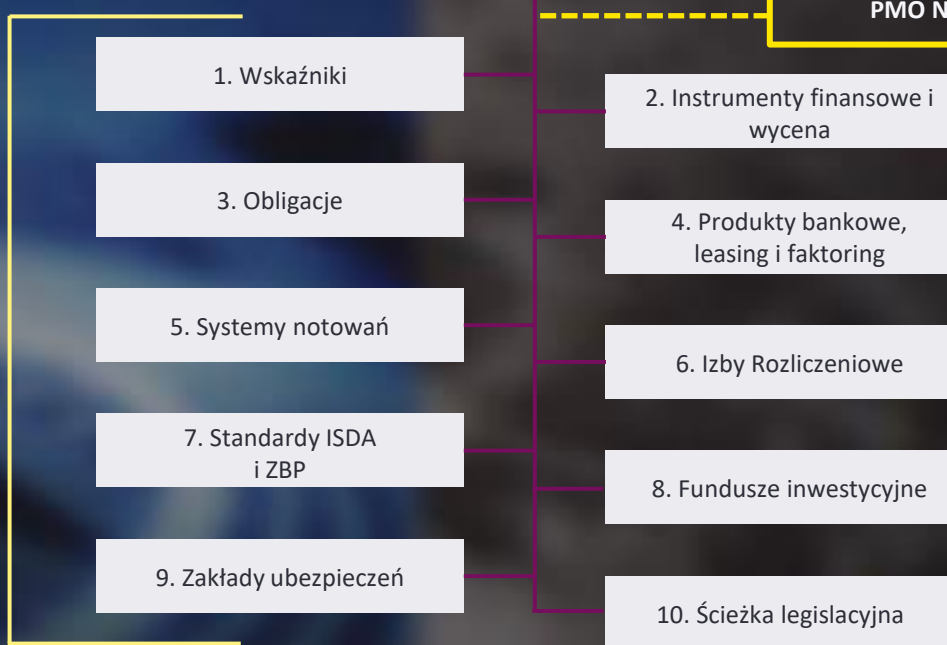 PMO N
1. Wskaźniki
2. Instrumenty finansowe i
wycena
3. Obligacje
4. Produkty bankowe,
leasing i faktoring
5. Systemy notowań
6. Izby Rozliczeniowe
7. Standardy ISDA
i ZBP
8. Fundusze inwestycyjne
9. Zakłady ubezpieczeń
10. Ścieżka legislacyjna